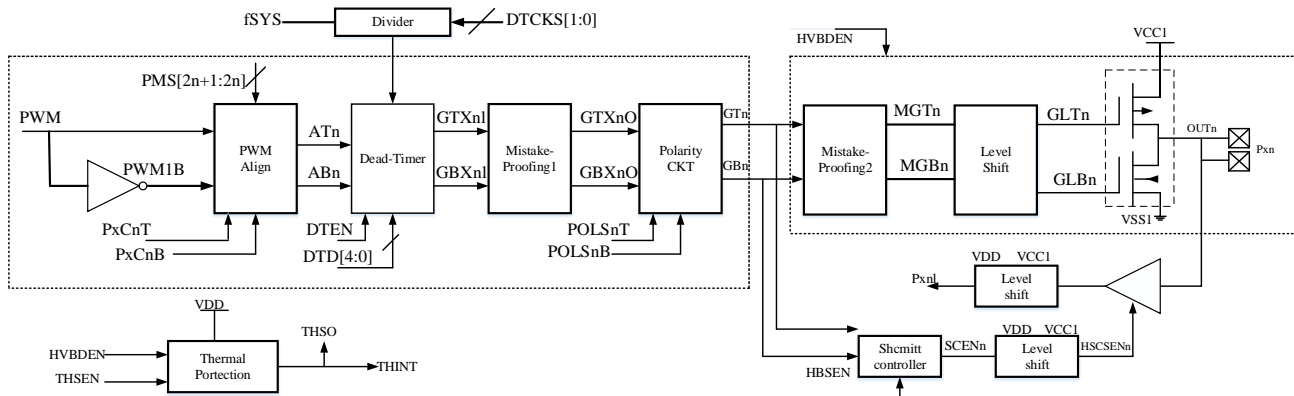 fSYS
Divider
DTCKS[1:0]
HVBDEN
VCC1
PMS[2n+1:2n]
PWM
PWM1B
PWM
Align
ATn
ABn
Dead-Timer
GTXnl
GBXnl
Mistake-
Proofing1
GTXnO
GBXnO
Polarity
CKT
GTn
GBn
Mistake-
Proofing2
MGTn
MGBn
Level
Shift
GLTn
GLBn
OUTn
Pxn
VSS1
PxCnT
PxCnB
DTEN
DTD[4:0]
POLSnT
POLSnB
Pxnl
VDD
VCC1
Level
shift
VDD
HVBDEN
THSEN
Thermal
Portection
THSO
THINT
HBSEN
Shcmitt
controller
SCENn
VDD
VCC1
Level
shift
HSCSENn